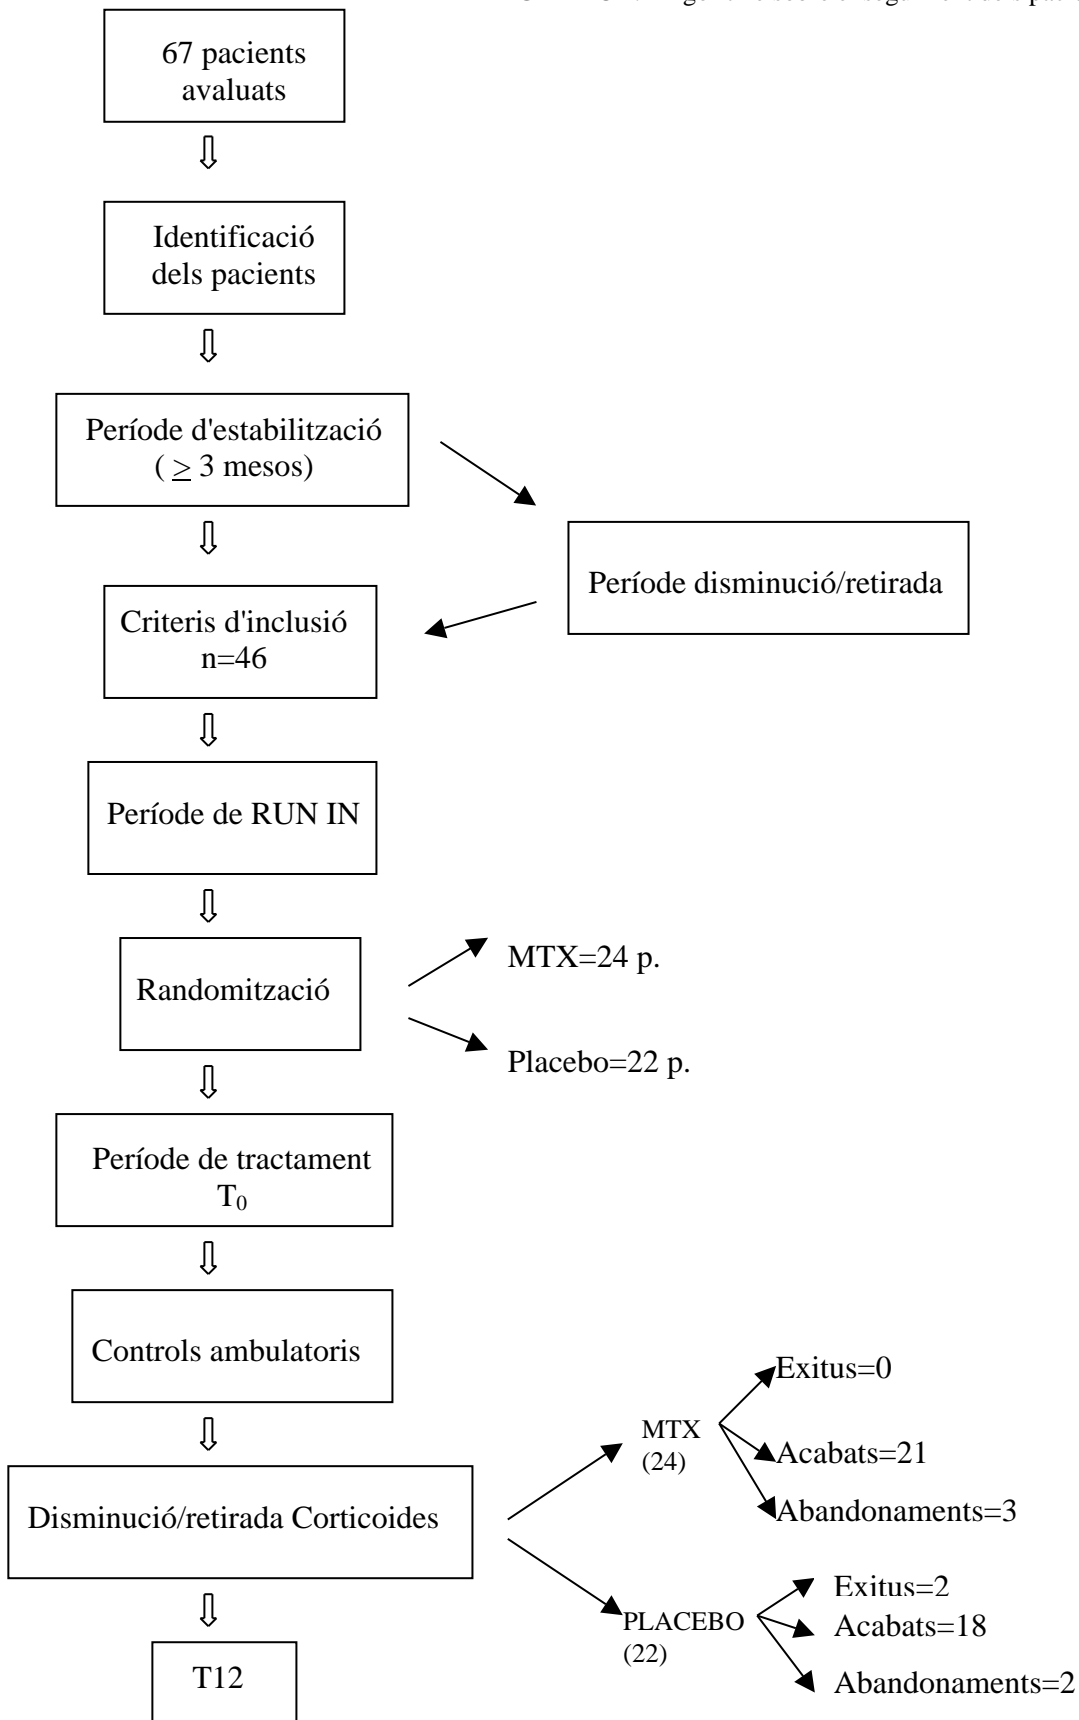 67 pacients
avaluats
Identificació
dels pacients
Període d'estabilització
( ≥ 3 mesos)
Període disminució/retirada
Criteris d'inclusió
n=46
Període de RUN IN
Randomització
MTX=24 p.
Placebo=22 p.
Període de tractament
T₀
Controls ambulatoris
Disminució/retirada Corticoides
MTX
(24)
Exitus=0
Acabats=21
Abandonaments=3
PLACEBO
(22)
Exitus=2
Acabats=18
Abandonaments=2
T12